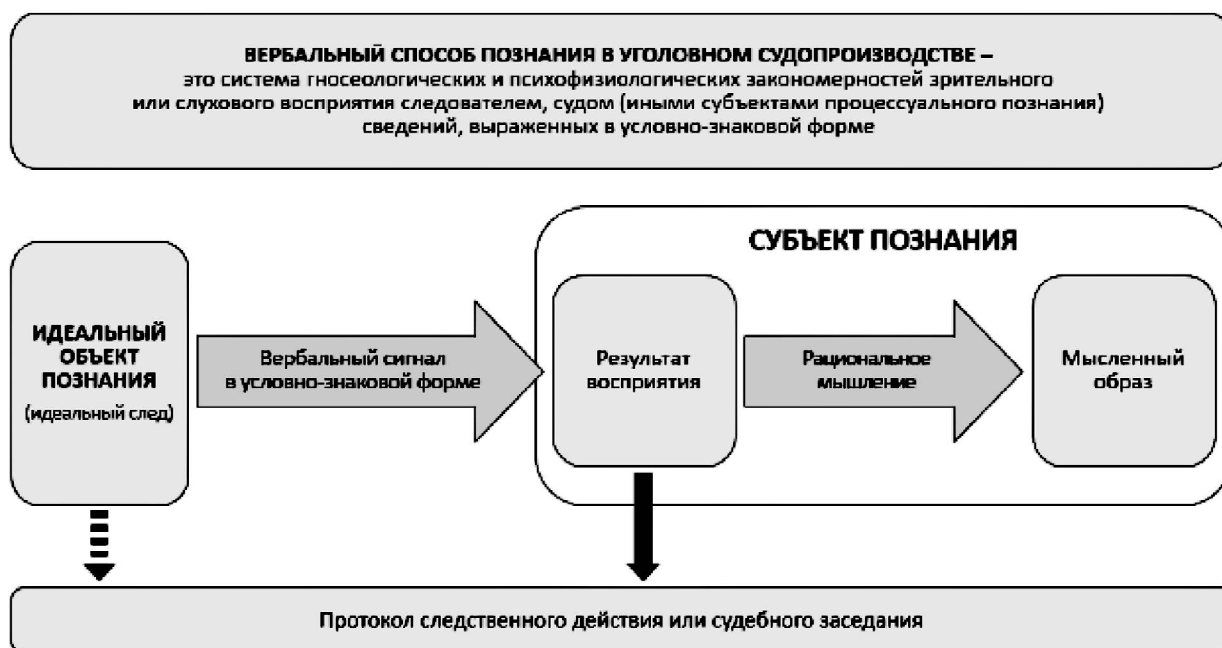 ВЕРБАЛЬНЫЙ СПОСОБ ПОЗНАНИЯ В УГОЛОВНОМ СУДОПРОИЗВОДСТВЕ –
это система гносеологических и психофизиологических закономерностей зрительного
или слухового восприятия следователем, судом (иными субъектами процессуального познания)
сведений, выраженных в условно-знаковой форме
СУБЪЕКТ ПОЗНАНИЯ
ИДЕАЛЬНЫЙ
ОБЪЕКТ
ПОЗНАНИЯ
(идеальный след)
Вербальный сигнал
в условно-знаковой форме
Результат
восприятия
Рациональное
мышление
Мысленный
образ
Протокол следственного действия или судебного заседания